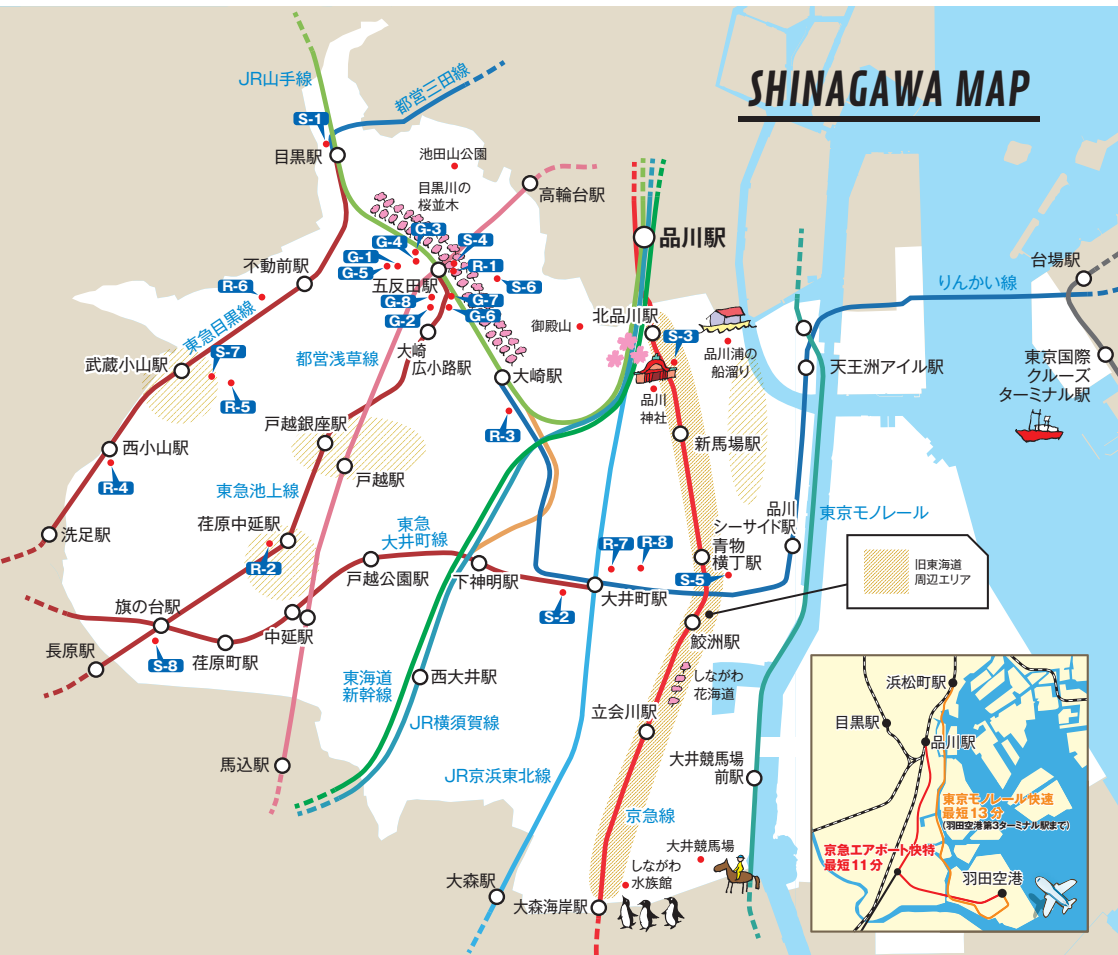 SHINAGAWA MAP
JR山手線
都営三田線
S-1
目黒駅
池田山公園
目黒川の
桜並木
高輪台駅
品川駅
G-3
G-4
S-4
G-1
G-5
R-1
S-6
五反田駅
G-8
G-7
G-2
G-6
不動前駅
R-6
東急目黒線
台場駅
りんかい線
御殿山
北品川駅
S-3
品川浦の
船溜り
都営浅草線
大崎
広小路駅
武蔵小山駅
S-7
R-5
大崎駅
天王洲アイル駅
東京国際
クルーズ
ターミナル駅
品川
神社
R-3
新馬場駅
戸越銀座駅
西小山駅
戸越駅
R-4
東急池上線
洗足駅
荏原中延駅
R-2
東急
大井町線
戸越公園駅
下神明駅
品川
シーサイド駅
東京モノレール
青物
横丁駅
R-7
R-8
S-5
旧東海道
周辺エリア
S-2
大井町駅
旗の台駅
中延駅
鮫洲駅
長原駅
S-8
荏原町駅
東海道
新幹線
西大井駅
しながわ
花海道
JR横須賀線
立会川駅
馬込駅
JR京浜東北線
大井競馬場
前駅
京急線
大井競馬場
しながわ
水族館
大森駅
大森海岸駅
浜松町駅
目黒駅
品川駅
東京モノレール快速
最短13分
(羽田空港第3ターミナル駅まで)
京急エアポート快特
最短11分
羽田空港